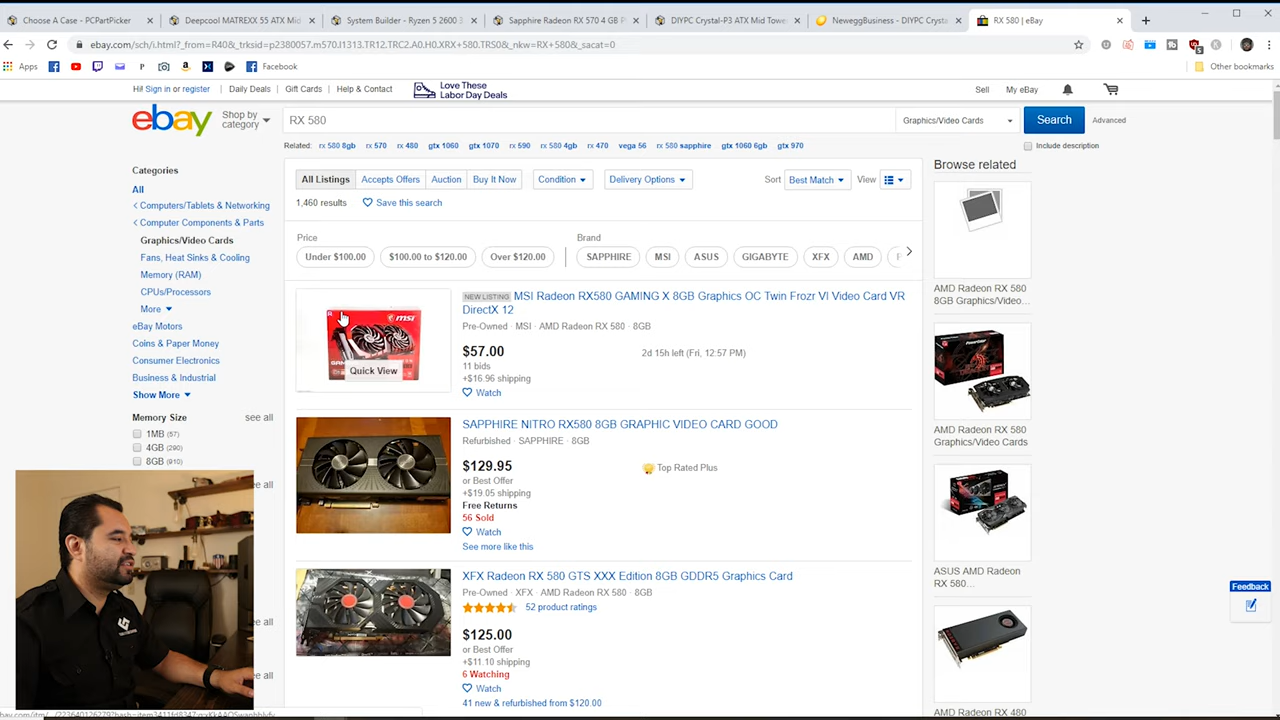 Choose A Case - PCPartPicker
Deepcool MATREXX 55 ATX Mid
System Builder - Ryzen 5 2600 3
Sapphire Radeon RX 570 4 GB P
DIYPC Crystal-P3 ATX Mid Tower
NeweggBusiness - DIYPC Crysta
RX 580 | eBay
ebay.com/sch/i.html?_from=R40&_trksid=p2380057.m570.l1313.TR12.TRC2.A0.H0.XRX+580.TRS0&_nkw=RX+580&_sacat=0
Apps
Facebook
Other bookmarks
Hi! Sign in or register
Daily Deals
Gift Cards
Help & Contact
Love These
Labor Day Deals
Sell
My eBay
ebay
Shop by
category
RX 580
Graphics/Video Cards
Search
Advanced
Related: rx 580 8gb rx 570 rx 480 gtx 1060 gtx 1070 rx 590 rx 580 4gb rx 470 vega 56 rx 580 sapphire gtx 1060 6gb gtx 970
Include description
Categories
All
Computers/Tablets & Networking
Computer Components & Parts
Graphics/Video Cards
Fans, Heat Sinks & Cooling
Memory (RAM)
CPUs/Processors
More
eBay Motors
Coins & Paper Money
Consumer Electronics
Business & Industrial
Show More
Memory Size
see all
1MB (57)
4GB (290)
8GB (910)
see all
see all
see all
All Listings
Accepts Offers
Auction
Buy It Now
Condition
Delivery Options
Sort
Best Match
View
1,460 results
Save this search
Price
Under $100.00
$100.00 to $120.00
Over $120.00
Brand
SAPPHIRE
MSI
ASUS
GIGABYTE
XFX
AMD
msi
Quick View
NEW LISTING MSI Radeon RX580 GAMING X 8GB Graphics OC Twin Frozr VI Video Card VR
DirectX 12
Pre-Owned · MSI · AMD Radeon RX 580 · 8GB
$57.00
2d 15h left (Fri, 12:57 PM)
11 bids
+$16.96 shipping
Watch
SAPPHIRE NITRO RX580 8GB GRAPHIC VIDEO CARD GOOD
Refurbished · SAPPHIRE · 8GB
$129.95
Top Rated Plus
or Best Offer
+$19.05 shipping
Free Returns
56 Sold
Watch
See more like this
XFX Radeon RX 580 GTS XXX Edition 8GB GDDR5 Graphics Card
Pre-Owned · XFX · AMD Radeon RX 580 · 8GB
52 product ratings
$125.00
or Best Offer
+$11.10 shipping
6 Watching
Watch
41 new & refurbished from $120.00
Browse related
AMD Radeon RX 580
8GB Graphics/Video...
AMD Radeon RX 580
Graphics/Video Cards
ASUS AMD Radeon
RX 580...
AMD Radeon RX 480
Feedback